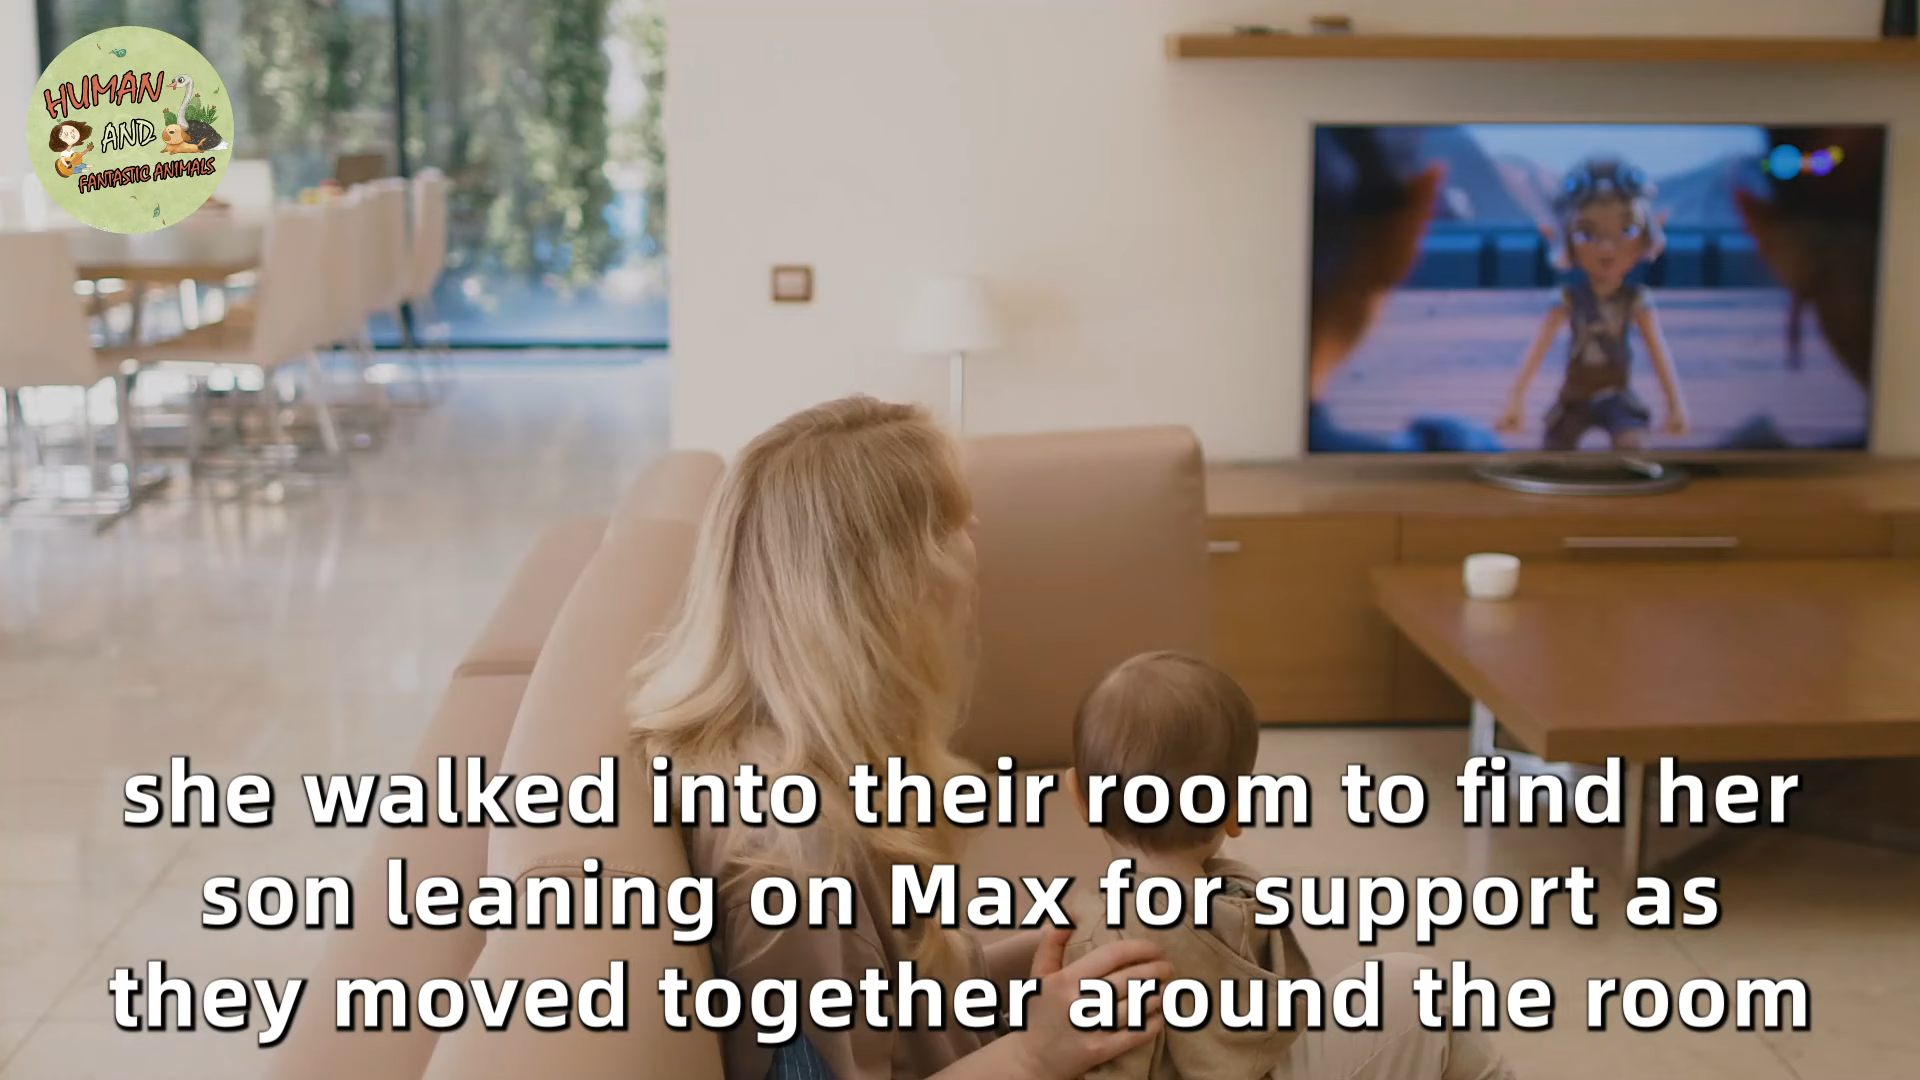 HUMAN
AND
FANTASTIC ANIMALS
she walked into their room to find her
son leaning on Max for support as
they moved together around the room